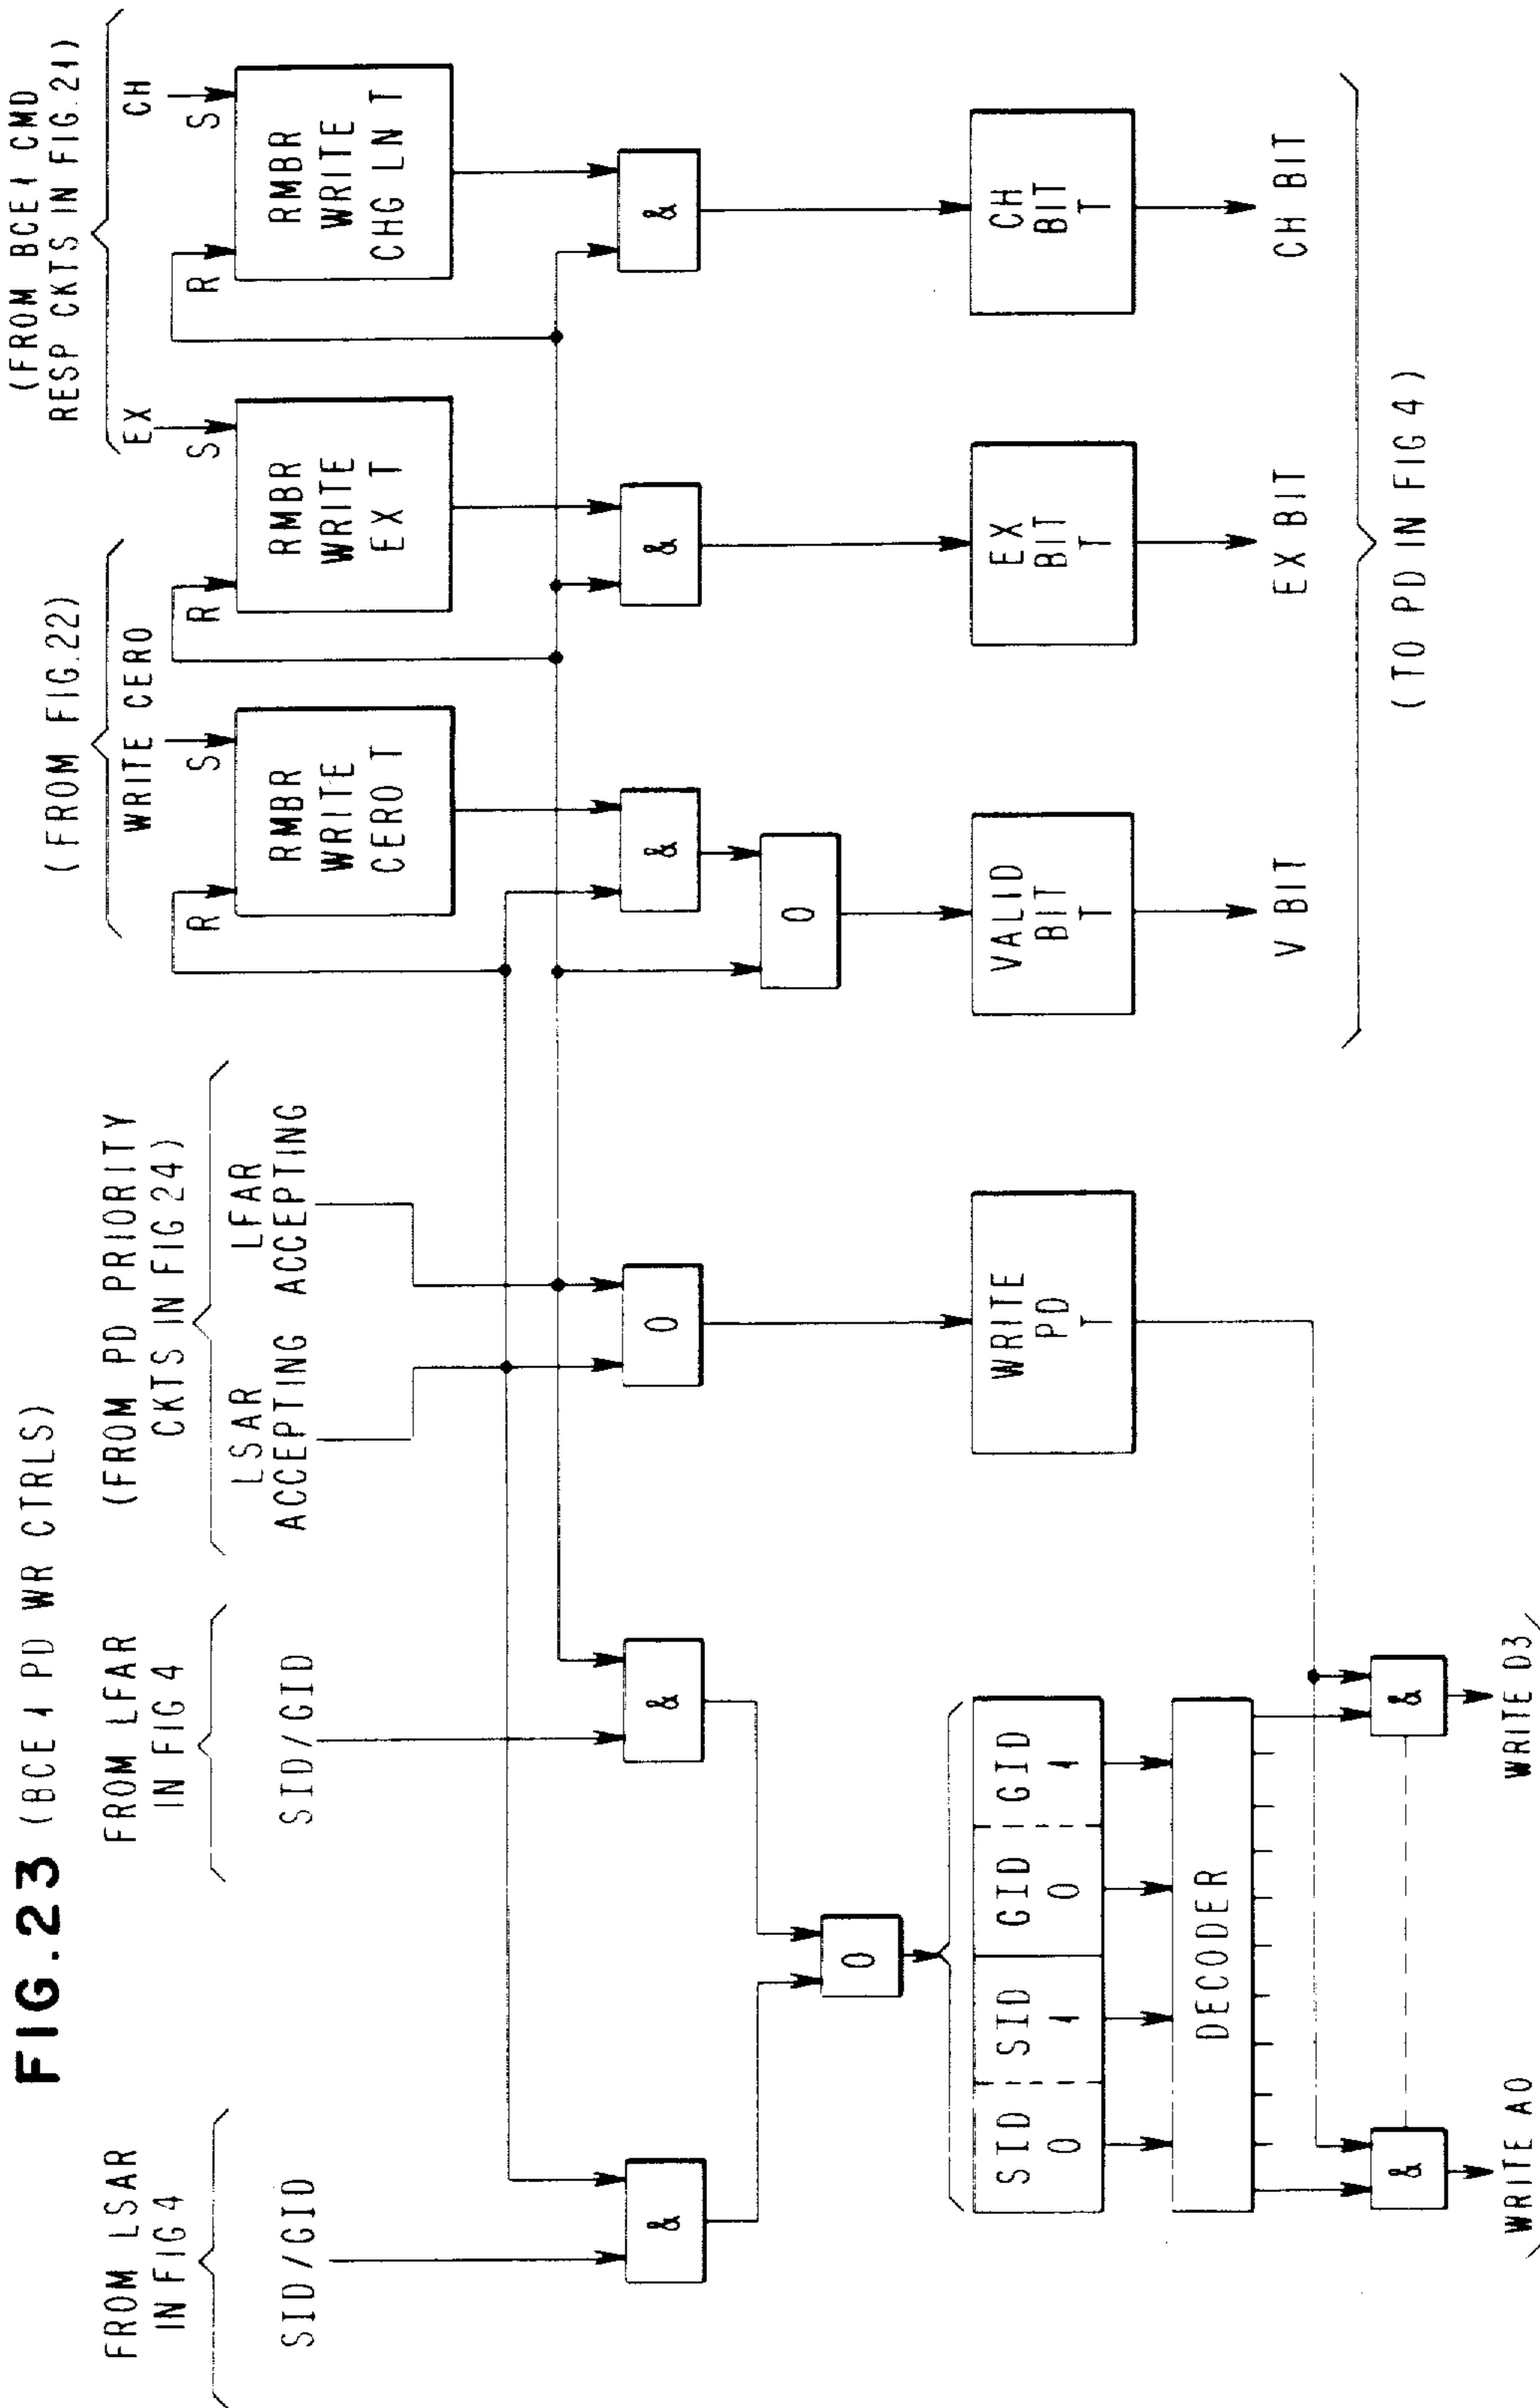 FIG.23 (BCE 1 PD WR CTRLS)
FROM LSAR
IN FIG 4
SID/GID
FROM LFAR
IN FIG 4
SID/GID
(FROM PD PRIORITY
CKTS IN FIG 24)
LSAR
ACCEPTING
LFAR
ACCEPTING
(FROM FIG.22)
WRITE CERO
(FROM BCE1 CMD
RESP CKTS IN FIG.21)
EX
CH
R
S
RMBR
WRITE
CERO T
R
S
RMBR
WRITE
EX T
R
S
RMBR
WRITE
CHG LN T
&
&
O
&
&
&
O
O
SID
0
SID
1
GID
0
GID
1
DECODER
WRITE
PD
T
VALID
BIT
T
EX
BIT
T
CH
BIT
T
&
&
WRITE A0
WRITE D3
V BIT
EX BIT
CH BIT
(TO PD IN FIG 4)